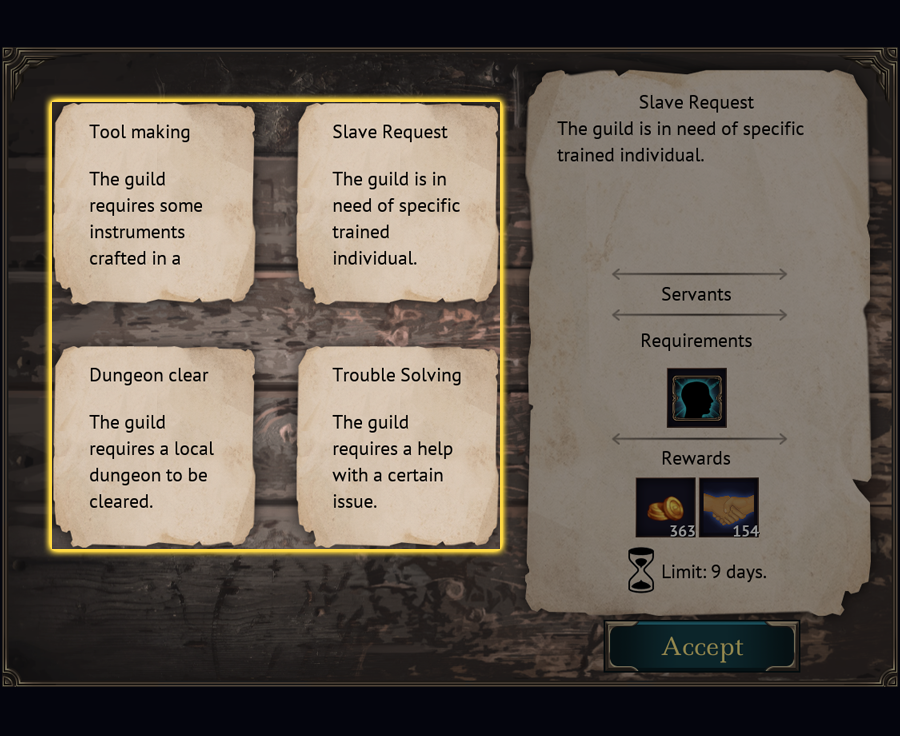 Tool making
The guild
requires some
instruments
crafted in a
Slave Request
The guild is in
need of specific
trained
individual.
Dungeon clear
The guild
requires a local
dungeon to be
cleared.
Trouble Solving
The guild
requires a help
with a certain
issue.
Slave Request
The guild is in need of specific
trained individual.
Servants
Requirements
Rewards
363
154
Limit: 9 days.
Accept